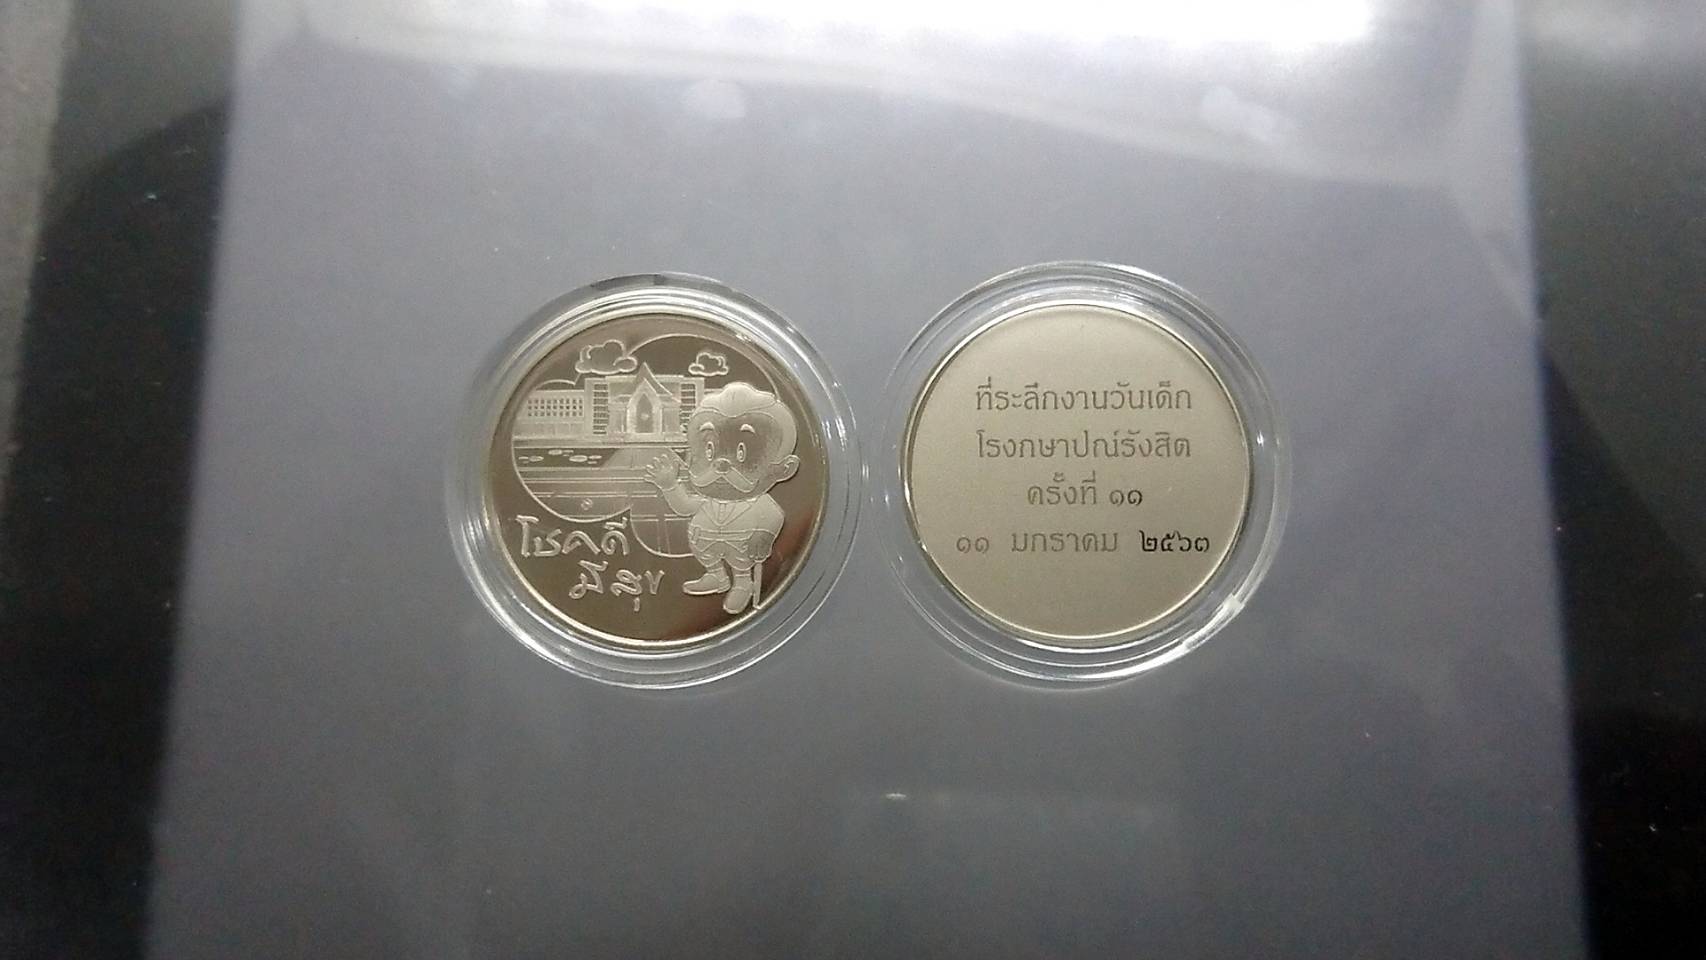 โชคดี
มีสุข
ที่ระลึกงานวันเด็ก
โรงกษาปณ์รังสิต
ครั้งที่ ๑๑
๑๑ มกราคม ๒๕๖๓